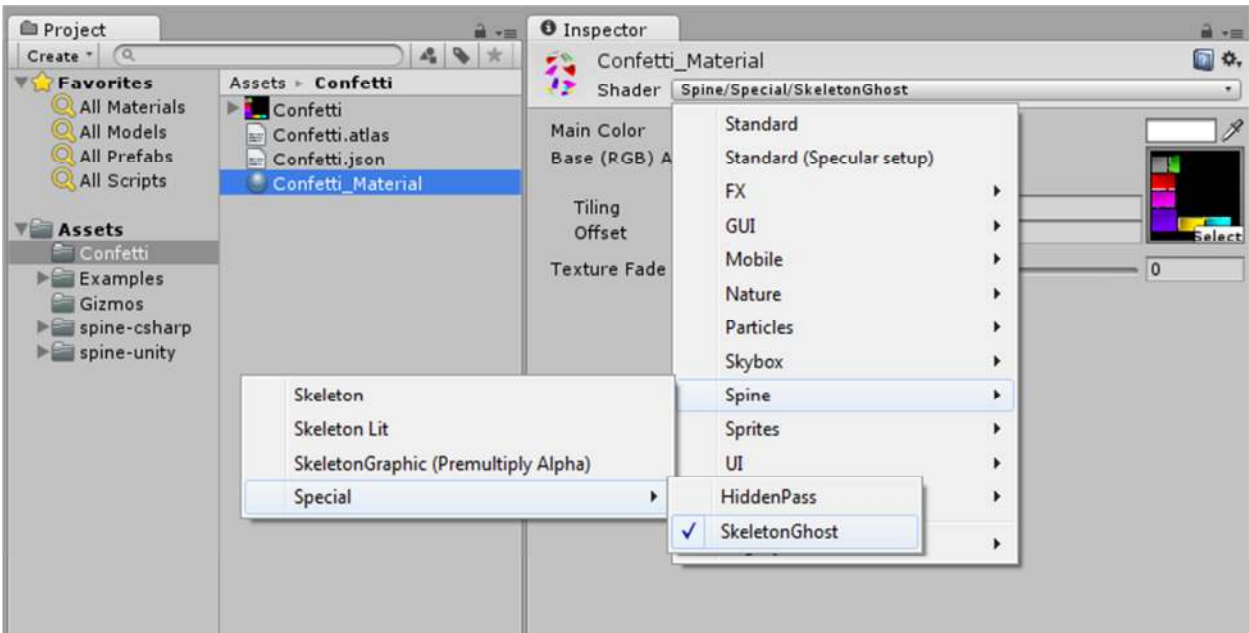 Project
Create
Favorites
All Materials
All Models
All Prefabs
All Scripts
Assets
Confetti
Examples
Gizmos
spine-csharp
spine-unity
Assets Confetti
Confetti
Confetti.atlas
Confetti.json
Confetti_Material
Inspector
Confetti_Material
Shader Spine/Special/SkeletonGhost
Main Color
Base (RGB) A
Tiling
Offset
Select
Texture Fade 0
Standard
Standard (Specular setup)
FX
GUI
Mobile
Nature
Particles
Skybox
Spine
Sprites
UI
Skeleton
Skeleton Lit
SkeletonGraphic (Premultiply Alpha)
Special
HiddenPass
SkeletonGhost